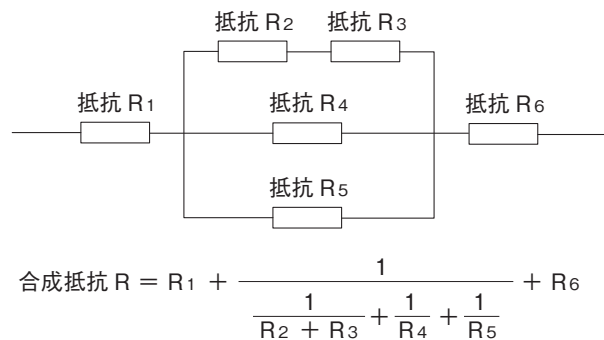 抵抗 R2 抵抗 R3
抵抗 R1 抵抗 R4 抵抗 R6
抵抗 R5
合成抵抗 R = R1 + 1 / (1 / (R2 + R3) + 1 / R4 + 1 / R5) + R6